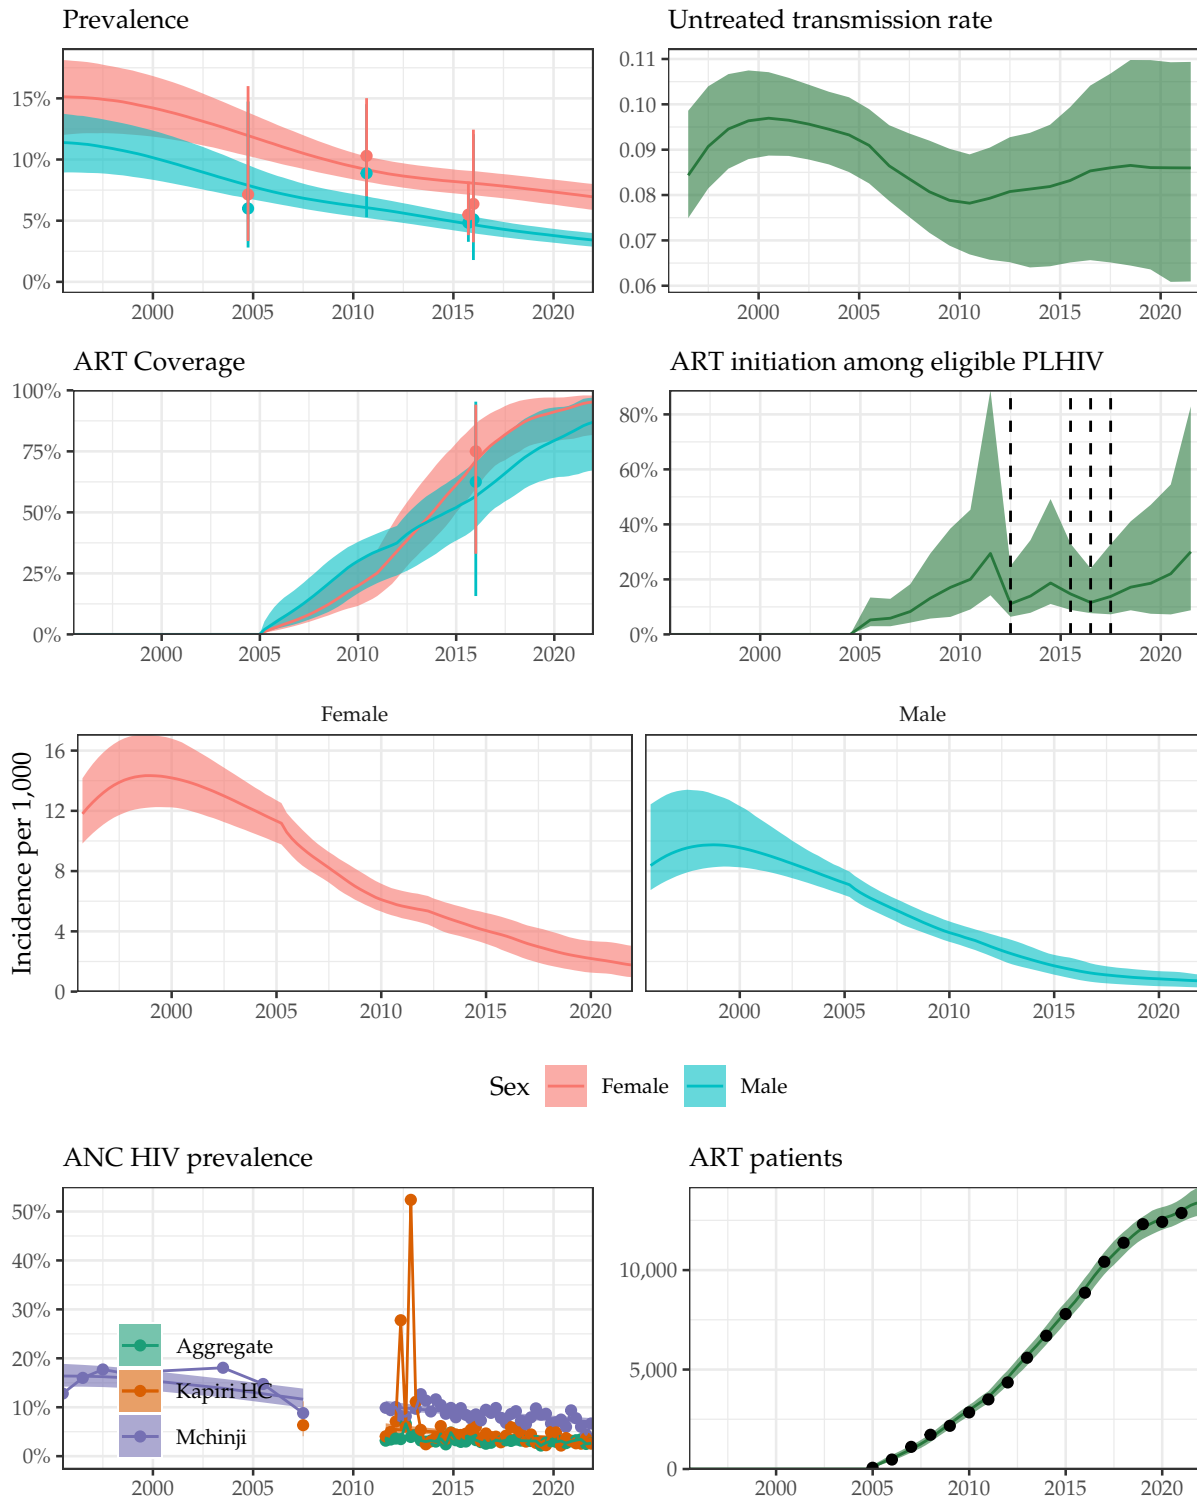 Prevalence
Untreated transmission rate
15%
10%
5%
0%
2000 2005 2010 2015 2020
0.11
0.10
0.09
0.08
0.07
0.06
2000 2005 2010 2015 2020
ART Coverage
ART initiation among eligible PLHIV
100%
75%
50%
25%
0%
2000 2005 2010 2015 2020
80%
60%
40%
20%
0%
2000 2005 2010 2015 2020
Female
Male
Incidence per 1,000
16
12
8
4
0
2000 2005 2010 2015 2020
2000 2005 2010 2015 2020
Sex Female Male
ANC HIV prevalence
ART patients
50%
40%
30%
20%
10%
0%
Aggregate
Kapiri HC
Mchinji
2000 2005 2010 2015 2020
10,000
5,000
0
2000 2005 2010 2015 2020